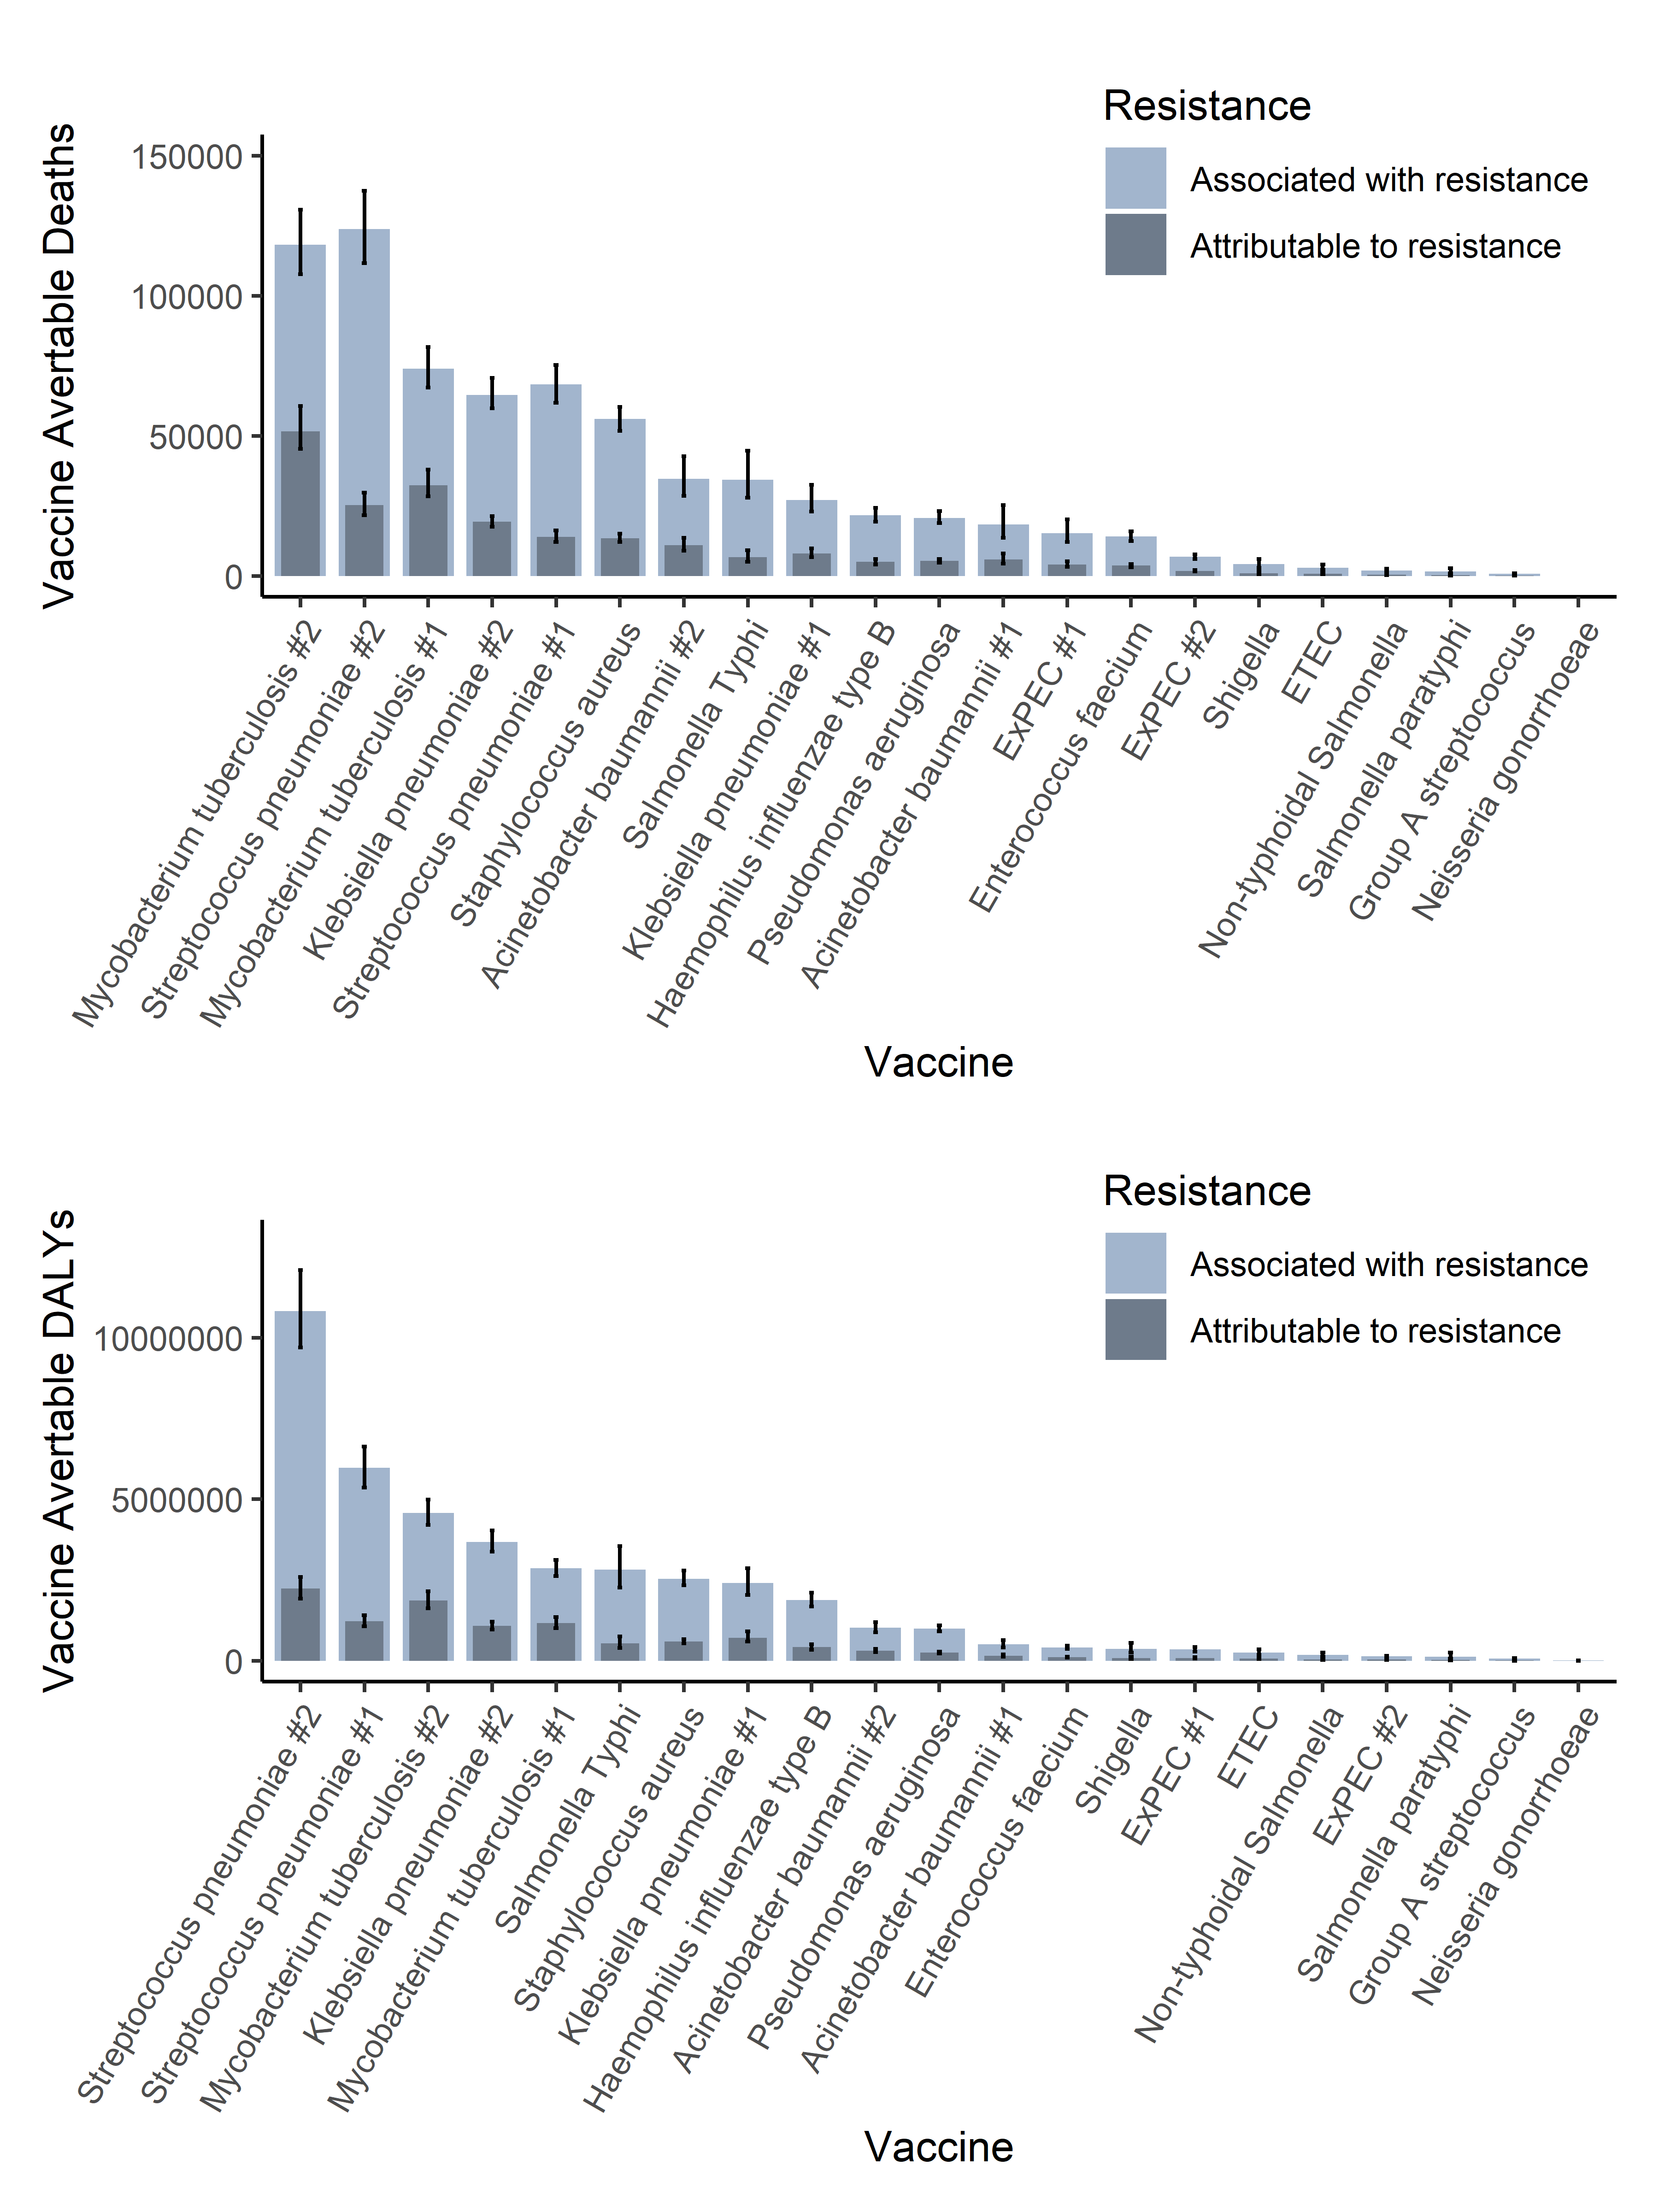 Resistance
Associated with resistance
Attributable to resistance
Vaccine Avertable Deaths
150000
100000
50000
0
Mycobacterium tuberculosis #2
Streptococcus pneumoniae #2
Mycobacterium tuberculosis #1
Klebsiella pneumoniae #2
Streptococcus pneumoniae #1
Staphylococcus aureus
Acinetobacter baumannii #2
Salmonella Typhi
Klebsiella pneumoniae #1
Haemophilus influenzae type B
Pseudomonas aeruginosa
Acinetobacter baumannii #1
ExPEC #1
Enterococcus faecium
ExPEC #2
Shigella
ETEC
Non-typhoidal Salmonella
Salmonella paratyphi
Group A streptococcus
Neisseria gonorrhoeae
Vaccine
Resistance
Associated with resistance
Attributable to resistance
Vaccine Avertable DALYs
10000000
5000000
0
Streptococcus pneumoniae #2
Streptococcus pneumoniae #1
Mycobacterium tuberculosis #2
Klebsiella pneumoniae #2
Mycobacterium tuberculosis #1
Salmonella Typhi
Staphylococcus aureus
Klebsiella pneumoniae #1
Haemophilus influenzae type B
Acinetobacter baumannii #2
Pseudomonas aeruginosa
Acinetobacter baumannii #1
Enterococcus faecium
Shigella
ExPEC #1
ETEC
Non-typhoidal Salmonella
ExPEC #2
Salmonella paratyphi
Group A streptococcus
Neisseria gonorrhoeae
Vaccine